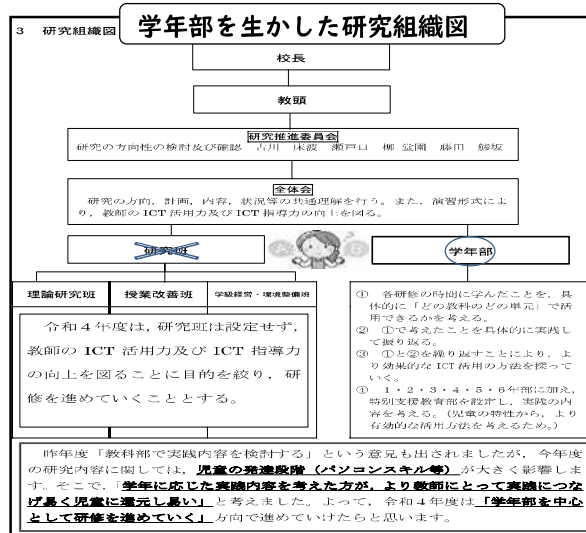 学年部を生かした研究組織図
3 研究組織図
校長
教頭
研究推進委員会
研究の方向性の検討及び確認 古川 床波 瀬戸口 柳 堂園 藤田
全体会
研究の方向,計画,内容,状況等の共通理解を行う。また,演習形式によ
り,教師の ICT 活用力及び ICT 指導力の向上を図る。
研究班
学年部
理論研究班 授業改善班 学級経営・環境整備班
令和4年度は,研究班は設定せず,
教師の ICT 活用力及び ICT 指導力
の向上を図ることに目的を絞り,研
修を進めていくこととする。
① 各研修の時間に学んだことを,具
体的に「どの教科のどの単元」で活
用できるかを考える。
② ①で考えたことを具体的に実践し
て振り返る。
③ ①と②を繰り返すことにより,よ
り効果的な ICT 活用の方法を探って
いく。
④ 1・2・3・4・5・6年部に加え,
特別支援教育部を設定し,実践の内
容を考える。(児童の特性から,より
有効的な活用方法を考えるため。)
昨年度「教科部で実践内容を検討する」という意見も出されましたが,今年度
の研究内容に関しては,児童の発達段階(パソコンスキル等)が大きく影響しま
す。そこで,「学年に応じた実践内容を考えた方が,より教師にとって実践につな
げ易く児童に還元し易い」と考えました。よって,令和4年度は「学年部を中心
として研修を進めていく」方向で進めていけたらと思います。